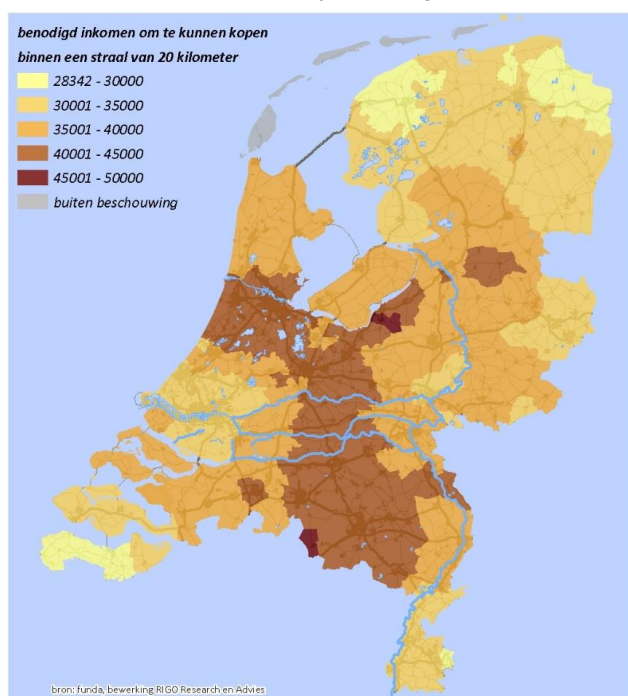 benodigd inkomen om te kunnen kopen
binnen een straal van 20 kilometer
28342 - 30000
30001 - 35000
35001 - 40000
40001 - 45000
45001 - 50000
buiten beschouwing
bron: funda, bewerking RIGO Research en Advies